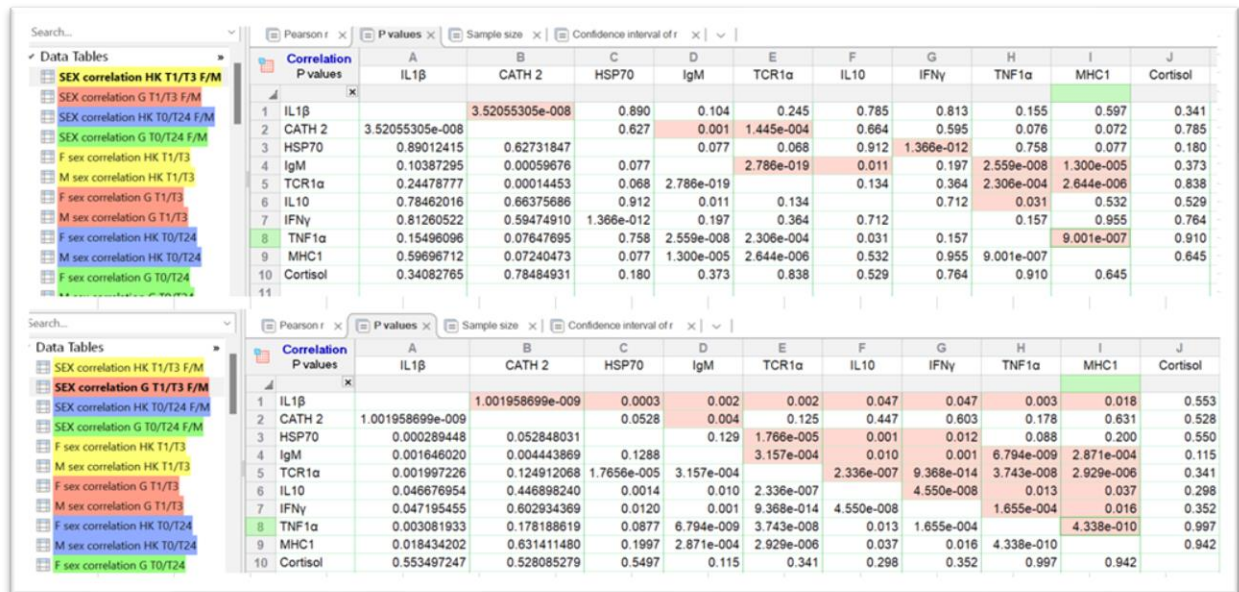 Search...
Pearson r × P values × Sample size × Confidence interval of r ×
Data Tables »
Correlation A B C D E F G H I J
P values IL1β CATH 2 HSP70 IgM TCR1α IL10 IFNγ TNF1α MHC1 Cortisol
SEX correlation HK T1/T3 F/M
SEX correlation G T1/T3 F/M
SEX correlation HK T0/T24 F/M
SEX correlation G T0/T24 F/M
F sex correlation HK T1/T3
M sex correlation HK T1/T3
F sex correlation G T1/T3
M sex correlation G T1/T3
F sex correlation HK T0/T24
M sex correlation HK T0/T24
F sex correlation G T0/T24
1 IL1β 3.52055305e-008 0.890 0.104 0.245 0.785 0.813 0.155 0.597 0.341
2 CATH 2 3.52055305e-008 0.627 0.001 1.445e-004 0.664 0.595 0.076 0.072 0.785
3 HSP70 0.89012415 0.62731847 0.077 0.068 0.912 1.366e-012 0.758 0.077 0.180
4 IgM 0.10387295 0.00059676 0.077 2.786e-019 0.011 0.197 2.559e-008 1.300e-005 0.373
5 TCR1α 0.24478777 0.00014453 0.068 2.786e-019 0.134 0.364 2.306e-004 2.644e-006 0.838
6 IL10 0.78462016 0.66375686 0.912 0.011 0.134 0.712 0.031 0.532 0.529
7 IFNγ 0.81260522 0.59474910 1.366e-012 0.197 0.364 0.712 0.157 0.955 0.764
8 TNF1α 0.15496096 0.07647695 0.758 2.559e-008 2.306e-004 0.031 0.157 9.001e-007 0.910
9 MHC1 0.59696712 0.07240473 0.077 1.300e-005 2.644e-006 0.532 0.955 9.001e-007 0.645
10 Cortisol 0.34082765 0.78484931 0.180 0.373 0.838 0.529 0.764 0.910 0.645
11
Search...
Pearson r × P values × Sample size × Confidence interval of r ×
Data Tables »
Correlation A B C D E F G H I J
P values IL1β CATH 2 HSP70 IgM TCR1α IL10 IFNγ TNF1α MHC1 Cortisol
SEX correlation HK T1/T3 F/M
SEX correlation G T1/T3 F/M
SEX correlation HK T0/T24 F/M
SEX correlation G T0/T24 F/M
F sex correlation HK T1/T3
M sex correlation HK T1/T3
F sex correlation G T1/T3
M sex correlation G T1/T3
F sex correlation HK T0/T24
M sex correlation HK T0/T24
F sex correlation G T0/T24
1 IL1β 1.001958699e-009 0.0003 0.002 0.002 0.047 0.047 0.003 0.018 0.553
2 CATH 2 1.001958699e-009 0.0528 0.004 0.125 0.447 0.603 0.178 0.631 0.528
3 HSP70 0.000289448 0.052848031 0.129 1.766e-005 0.001 0.012 0.088 0.200 0.550
4 IgM 0.001646020 0.004443869 0.1288 3.157e-004 0.010 0.001 6.794e-009 2.871e-004 0.115
5 TCR1α 0.001997226 0.124912068 1.7656e-005 3.157e-004 2.336e-007 9.368e-014 3.743e-008 2.929e-006 0.341
6 IL10 0.046676954 0.446898240 0.0014 0.010 2.336e-007 4.550e-008 0.013 0.037 0.298
7 IFNγ 0.047195455 0.602934369 0.0120 0.001 9.368e-014 4.550e-008 1.655e-004 0.016 0.352
8 TNF1α 0.003081933 0.178188619 0.0877 6.794e-009 3.743e-008 0.013 1.655e-004 4.338e-010 0.997
9 MHC1 0.018434202 0.631411480 0.1997 2.871e-004 2.929e-006 0.037 0.016 4.338e-010 0.942
10 Cortisol 0.553497247 0.528085279 0.5497 0.115 0.341 0.298 0.352 0.997 0.942